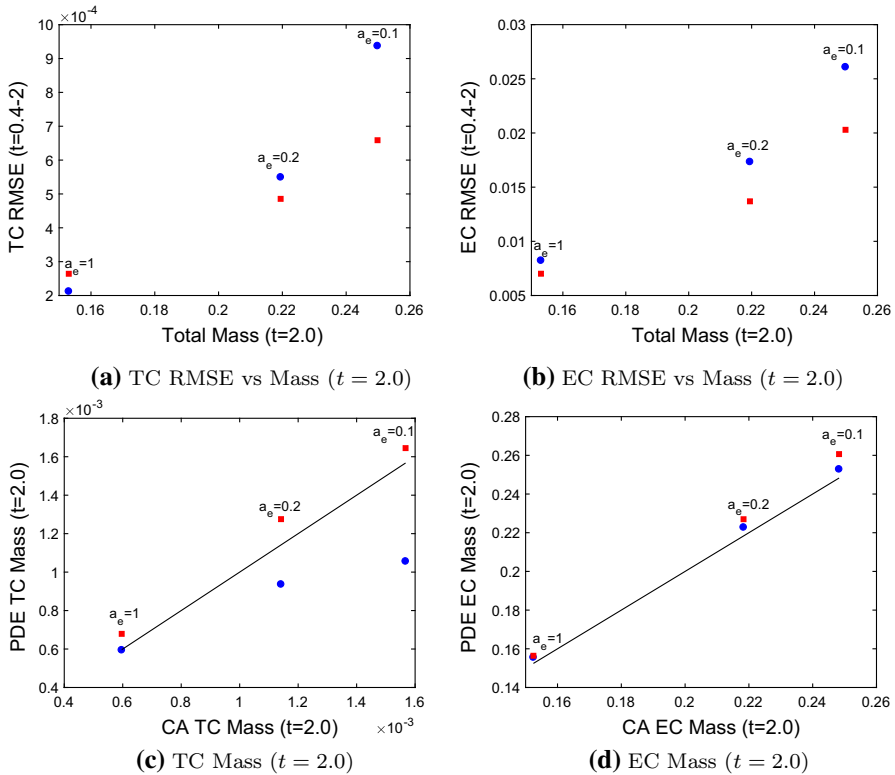 ×10⁻⁴
10
9
8
7
6
5
4
3
2
TC RMSE (t=0.4-2)
a_e=0.1
a_e=0.2
a_e=1
0.16 0.18 0.2 0.22 0.24 0.26
Total Mass (t=2.0)
(a) TC RMSE vs Mass (t = 2.0)
0.03
0.025
0.02
0.015
0.01
0.005
EC RMSE (t=0.4-2)
a_e=0.1
a_e=0.2
a_e=1
0.16 0.18 0.2 0.22 0.24 0.26
Total Mass (t=2.0)
(b) EC RMSE vs Mass (t = 2.0)
×10⁻³
1.8
1.6
1.4
1.2
1
0.8
0.6
0.4
PDE TC Mass (t=2.0)
a_e=0.1
a_e=0.2
a_e=1
0.4 0.6 0.8 1 1.2 1.4 1.6
CA TC Mass (t=2.0)
×10⁻³
(c) TC Mass (t = 2.0)
0.28
0.26
0.24
0.22
0.2
0.18
0.16
0.14
PDE EC Mass (t=2.0)
a_e=0.1
a_e=0.2
a_e=1
0.16 0.18 0.2 0.22 0.24 0.26
CA EC Mass (t=2.0)
(d) EC Mass (t = 2.0)